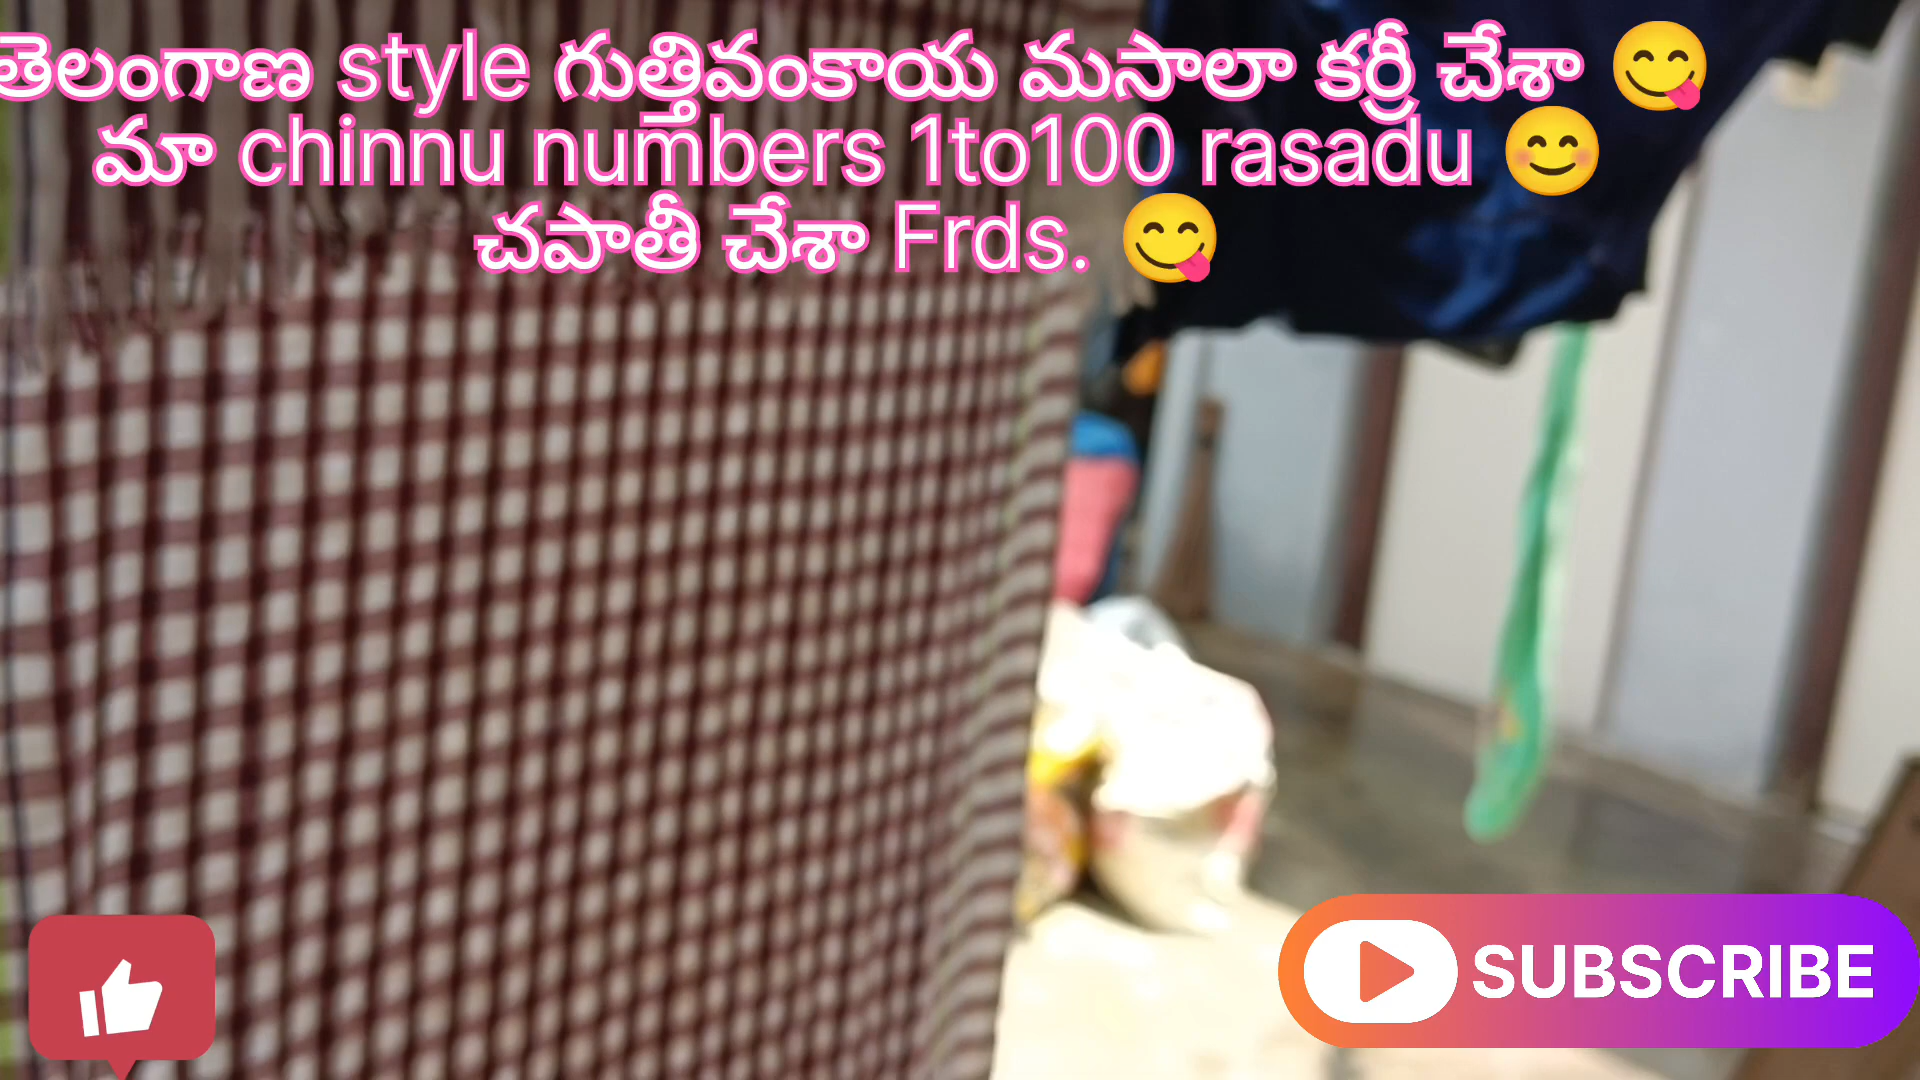 తెలంగాణ style గుత్తివంకాయ మసాలా కర్రీ చేశా 😋
మా chinnu numbers 1to100 rasadu 😊
చపాతీ చేశా Frds. 😋
SUBSCRIBE